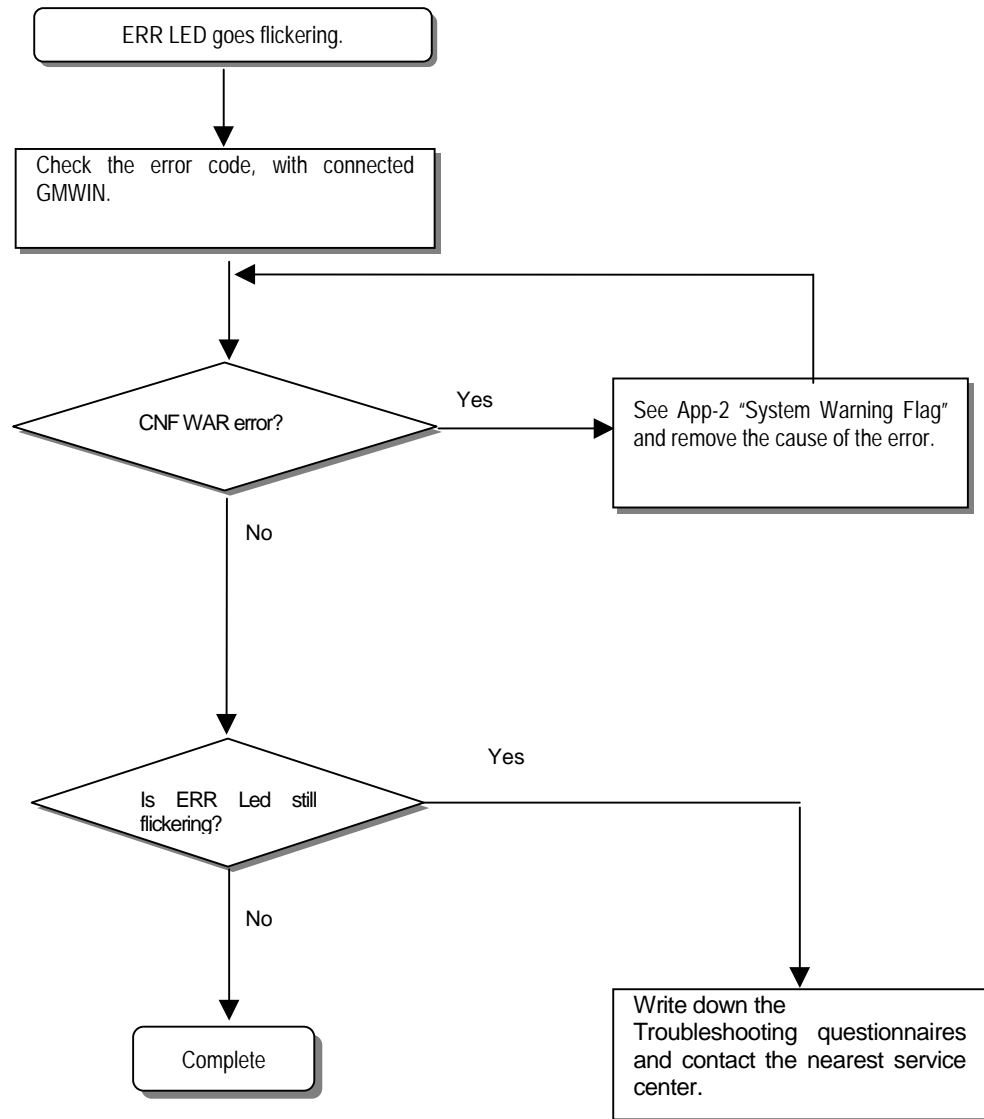 ERR LED goes flickering.
Check the error code, with connected
GMWIN.
CNF WAR error?
Yes
See App-2 “System Warning Flag”
and remove the cause of the error.
No
Is ERR Led still
flickering?
Yes
No
Complete
Write down the
Troubleshooting questionnaires
and contact the nearest service
center.